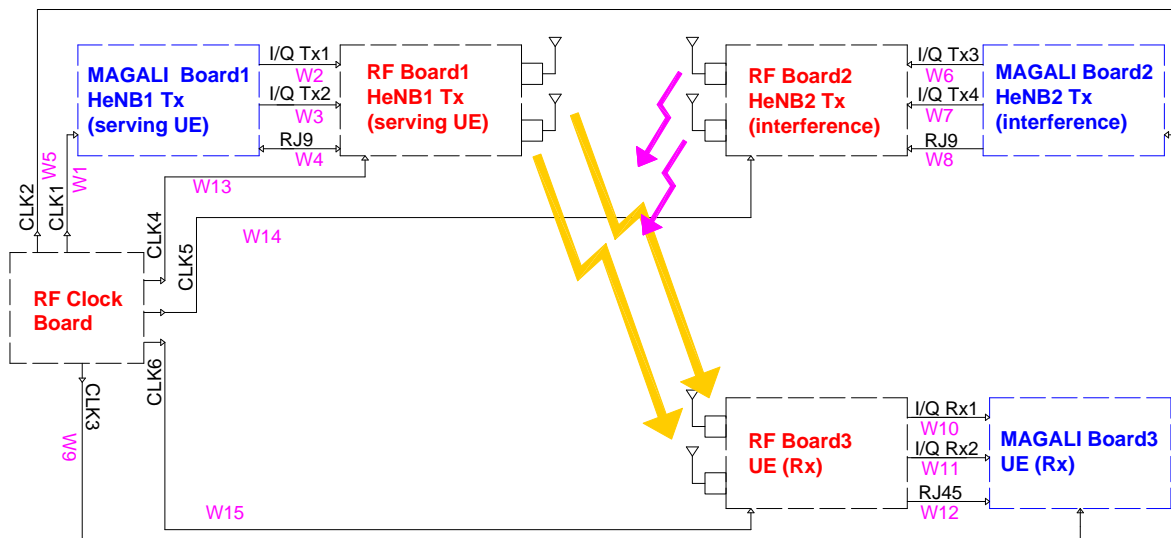 I/Q Tx1
W2
I/Q Tx2
W3
RJ9
W4
MAGALI Board1
HeNB1 Tx
(serving UE)
RF Board1
HeNB1 Tx
(serving UE)
RF Board2
HeNB2 Tx
(interference)
I/Q Tx3
W6
I/Q Tx4
W7
RJ9
W8
MAGALI Board2
HeNB2 Tx
(interference)
CLK2
W5
CLK1
W1
CLK4
W13
CLK5
W14
RF Clock
Board
CLK6
CLK3
W9
W15
RF Board3
UE (Rx)
I/Q Rx1
W10
I/Q Rx2
W11
RJ45
W12
MAGALI Board3
UE (Rx)